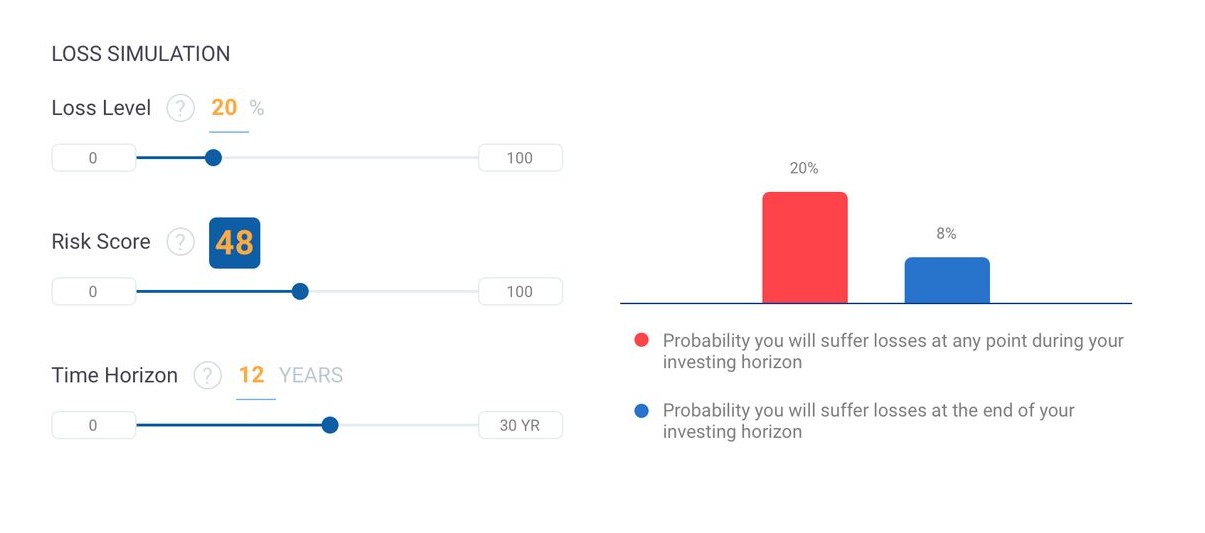 LOSS SIMULATION
Loss Level ? 20 %
0 100
Risk Score ? 48
0 100
Time Horizon ? 12 YEARS
0 30 YR
20%
8%
Probability you will suffer losses at any point during your
investing horizon
Probability you will suffer losses at the end of your
investing horizon